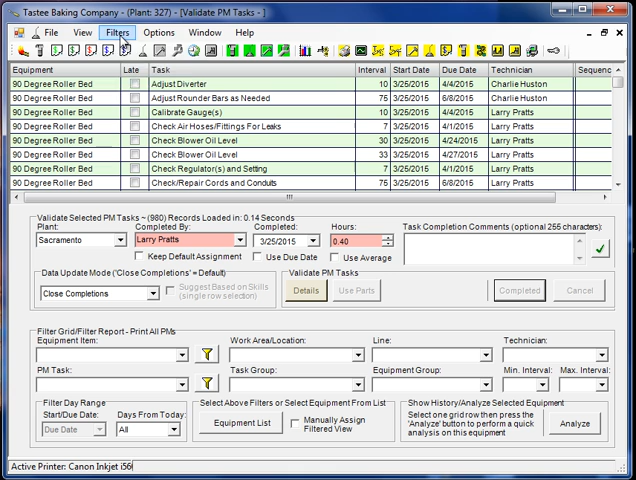 Tastee Baking Company - (Plant: 327) - [Validate PM Tasks - ]
File View Filters Options Window Help
Equipment Late Task Interval Start Date Due Date Technician Sequenc
90 Degree Roller Bed Adjust Diverter 10 3/25/2015 4/4/2015 Charlie Huston
90 Degree Roller Bed Adjust Rounder Bars as Needed 75 3/25/2015 6/8/2015 Charlie Huston
90 Degree Roller Bed Calibrate Gauge(s) 10 3/25/2015 4/4/2015 Larry Pratts
90 Degree Roller Bed Check Air Hoses/Fittings For Leaks 7 3/25/2015 4/1/2015 Larry Pratts
90 Degree Roller Bed Check Blower Oil Level 30 3/25/2015 4/24/2015 Larry Pratts
90 Degree Roller Bed Check Blower Oil Level 33 3/25/2015 4/27/2015 Larry Pratts
90 Degree Roller Bed Check Regulator(s) and Setting 7 3/25/2015 4/1/2015 Larry Pratts
90 Degree Roller Bed Check/Repair Cords and Conduits 75 3/25/2015 6/8/2015 Larry Pratts
Validate Selected PM Tasks ~ (980) Records Loaded in: 0.14 Seconds
Plant: Completed By: Completed: Hours: Task Completion Comments (optional 256 characters):
Sacramento Larry Pratts 3/25/2015 0.40
Keep Default Assignment Use Due Date Use Average
Data Update Mode ('Close Completions' = Default) Validate PM Tasks
Close Completions Suggest Based on Skills (single row selection) Details Use Parts Completed Cancel
Filter Grid/Filter Report - Print All PMs
Equipment Item: Work Area/Location: Line: Technician:
PM Task: Task Group: Equipment Group: Min. Interval: Max. Interval:
Filter Day Range Select Above Filters or Select Equipment From List Show History/Analyze Selected Equipment
Start/Due Date: Days From Today:
Due Date All Equipment List Manually Assign Filtered View Select one grid row then press the 'Analyze' button to perform a quick analysis on this equipment Analyze
Active Printer: Canon Inkjet i56